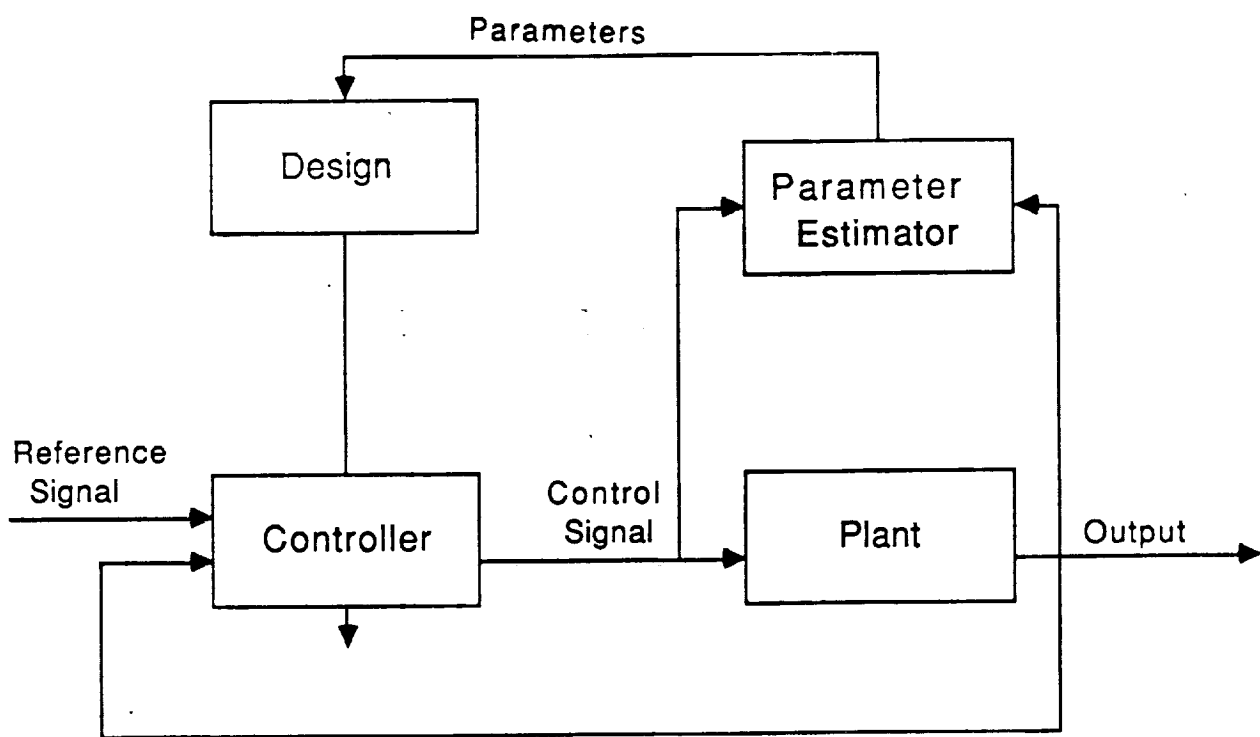 Parameters
Design
Parameter
Estimator
Reference
Signal
Controller
Control
Signal
Plant
Output